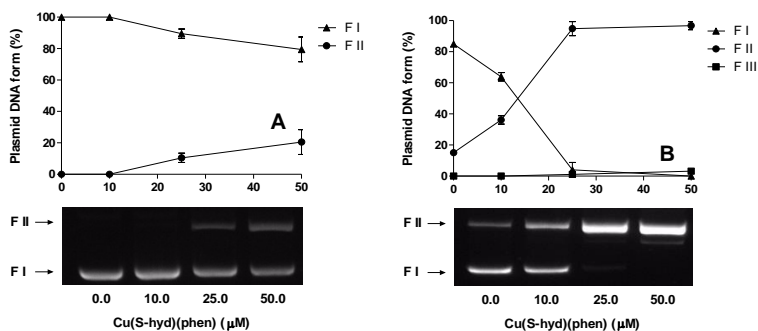 100
80
60
40
20
0
Plasmid DNA form (%)
F I
F II
A
0 10 20 30 40 50
F II
F I
0.0 10.0 25.0 50.0
Cu(S-hyd)(phen) (μM)
100
80
60
40
20
0
Plasmid DNA form (%)
F I
F II
F III
B
0 10 20 30 40 50
F II
F I
0.0 10.0 25.0 50.0
Cu(S-hyd)(phen) (μM)